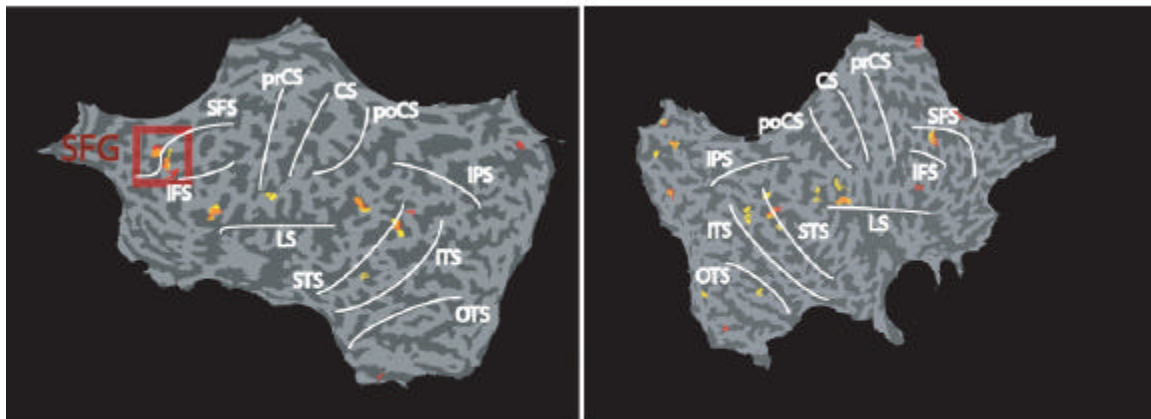 prCS
CS
SFS
poCS
SFG
IFS
IPS
LS
STS
ITS
OTS
prCS
CS
SFS
poCS
IPS
IFS
ITS
STS
LS
OTS